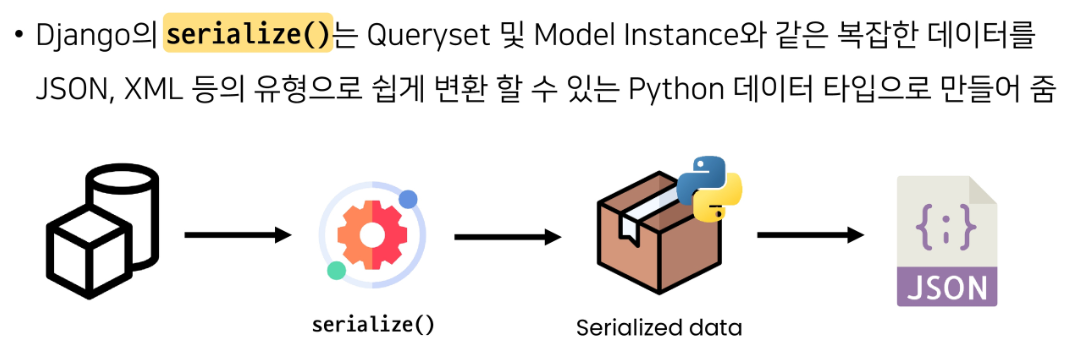 • Django의 serialize()는 Queryset 및 Model Instance와 같은 복잡한 데이터를
JSON, XML 등의 유형으로 쉽게 변환 할 수 있는 Python 데이터 타입으로 만들어 줌
{;}
JSON
serialize()
Serialized data